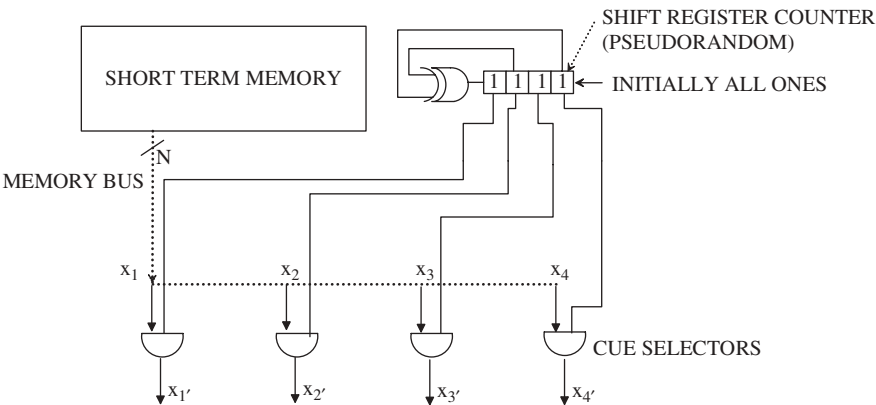 SHIFT REGISTER COUNTER
(PSEUDORANDOM)
SHORT TERM MEMORY
1 1 1 1
INITIALLY ALL ONES
N
MEMORY BUS
x1 x2 x3 x4
CUE SELECTORS
x1′ x2′ x3′ x4′